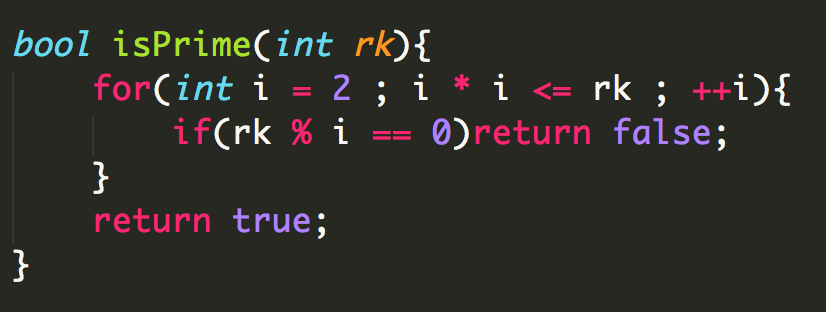 bool isPrime(int rk){
    for(int i = 2 ; i * i <= rk ; ++i){
        if(rk % i == 0)return false;
    }
    return true;
}